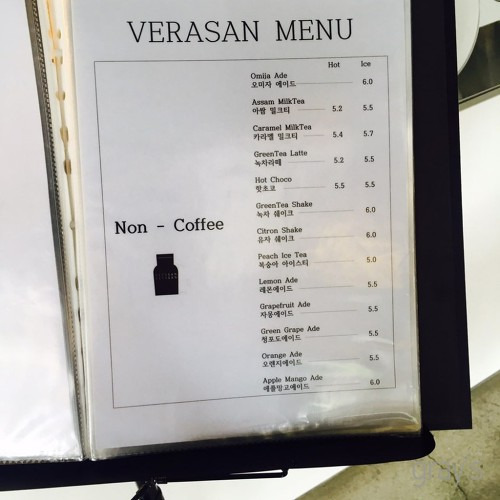 VERASAN MENU
Hot Ice
Omija Ade
오미자 에이드 6.0
Assam MilkTea
아쌈 밀크티 5.2 5.5
Caramel MilkTea
카라멜 밀크티 5.4 5.7
GreenTea Latte
녹차라떼 5.2 5.5
Hot Choco
핫초코 5.5 5.5
GreenTea Shake
녹차 쉐이크 6.0
Non - Coffee
Citron Shake
유자 쉐이크 6.0
Peach Ice Tea
복숭아 아이스티 5.0
Lemon Ade
레몬에이드 5.5
Grapefruit Ade
자몽에이드 5.5
Green Grape Ade
청포도에이드 5.5
Orange Ade
오렌지에이드 5.5
Apple Mango Ade
애플망고에이드 6.0